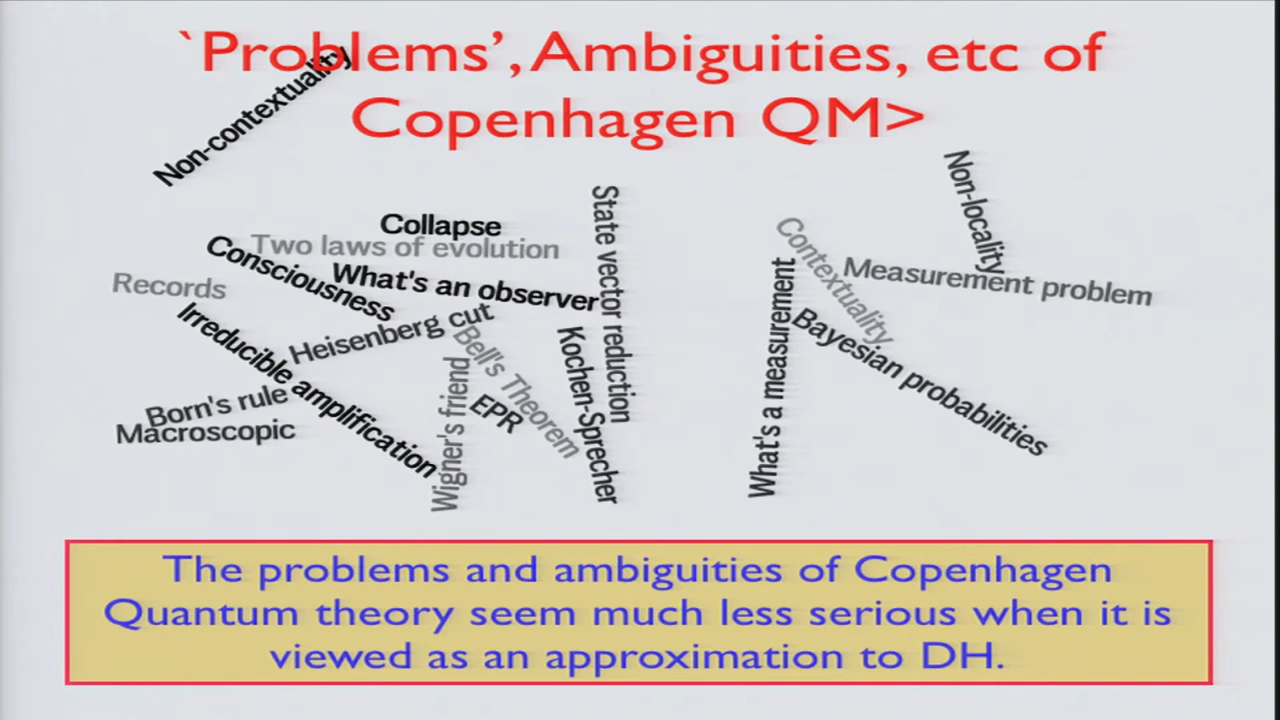 `Problems', Ambiguities, etc of
Copenhagen QM>
Non-contextuality
Collapse
Two laws of evolution
Consciousness
What's an observer
Records
Irreducible amplification
Heisenberg cut
Born's rule
Macroscopic
Wigner's friend
Bell's Theorem
EPR
Kochen-Sprecher
State vector reduction
Non-locality
Contextuality
Measurement problem
What's a measurement
Bayesian probabilities
The problems and ambiguities of Copenhagen
Quantum theory seem much less serious when it is
viewed as an approximation to DH.